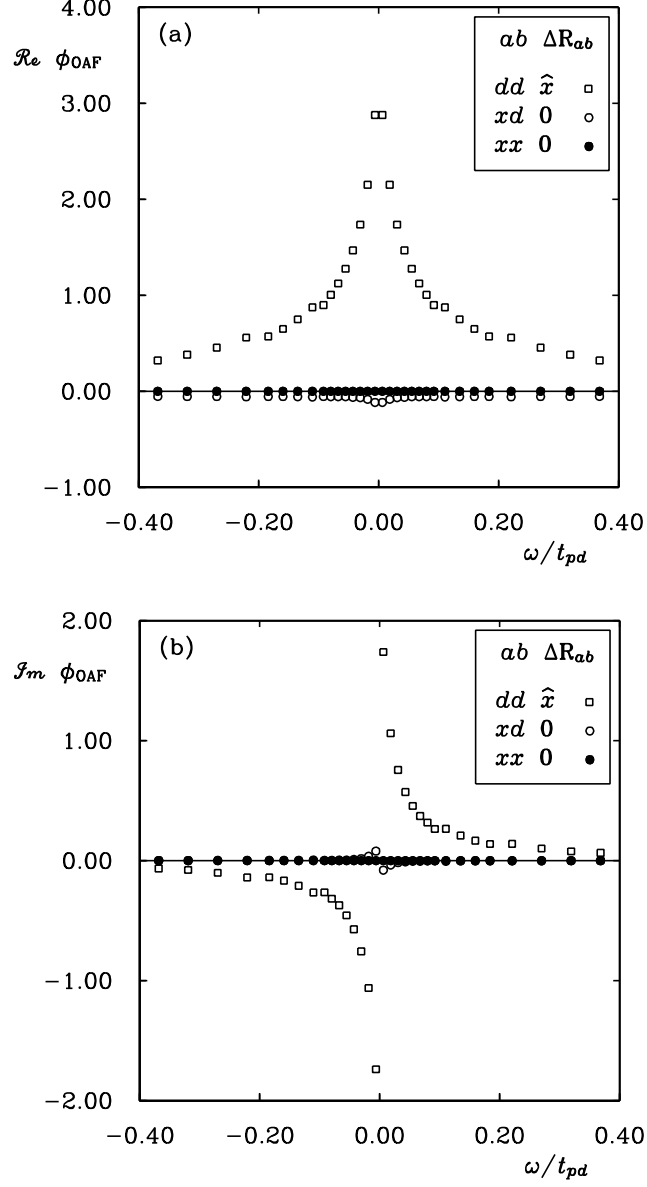 4.00
(a)
ab ΔR_ab
ℛe ϕ_OAF
dd x̂ □
3.00
xd 0 ○
xx 0 ●
2.00
1.00
0.00
−1.00
−0.40 −0.20 0.00 0.20 0.40
ω/t_pd
2.00
(b)
ab ΔR_ab
ℐm ϕ_OAF
dd x̂ □
xd 0 ○
1.00
xx 0 ●
0.00
−1.00
−2.00
−0.40 −0.20 0.00 0.20 0.40
ω/t_pd